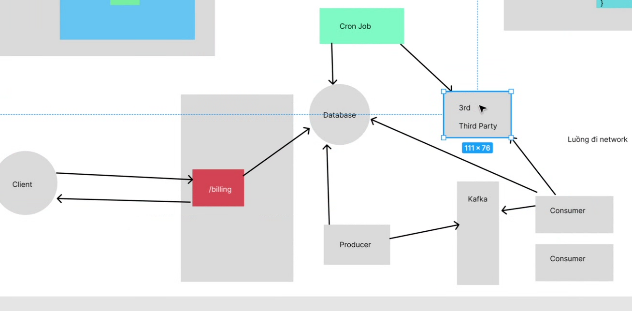 }
Cron Job
3rd
Third Party
Database
111 × 76
Luồng đi network
Client
/billing
Kafka
Consumer
Producer
Consumer